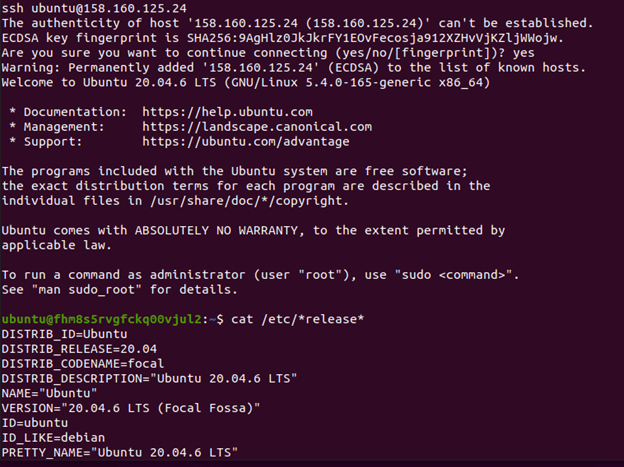 ssh ubuntu@158.160.125.24
The authenticity of host '158.160.125.24 (158.160.125.24)' can't be established.
ECDSA key fingerprint is SHA256:9AgHlz0JkJkrFY1EOvFecosja912XZHvVjKZljWWojw.
Are you sure you want to continue connecting (yes/no/[fingerprint])? yes
Warning: Permanently added '158.160.125.24' (ECDSA) to the list of known hosts.
Welcome to Ubuntu 20.04.6 LTS (GNU/Linux 5.4.0-165-generic x86_64)

 * Documentation:  https://help.ubuntu.com
 * Management:     https://landscape.canonical.com
 * Support:        https://ubuntu.com/advantage

The programs included with the Ubuntu system are free software;
the exact distribution terms for each program are described in the
individual files in /usr/share/doc/*/copyright.

Ubuntu comes with ABSOLUTELY NO WARRANTY, to the extent permitted by
applicable law.

To run a command as administrator (user "root"), use "sudo <command>".
See "man sudo_root" for details.

ubuntu@fhm8s5rvgfckq00vjul2:~$ cat /etc/*release*
DISTRIB_ID=Ubuntu
DISTRIB_RELEASE=20.04
DISTRIB_CODENAME=focal
DISTRIB_DESCRIPTION="Ubuntu 20.04.6 LTS"
NAME="Ubuntu"
VERSION="20.04.6 LTS (Focal Fossa)"
ID=ubuntu
ID_LIKE=debian
PRETTY_NAME="Ubuntu 20.04.6 LTS"